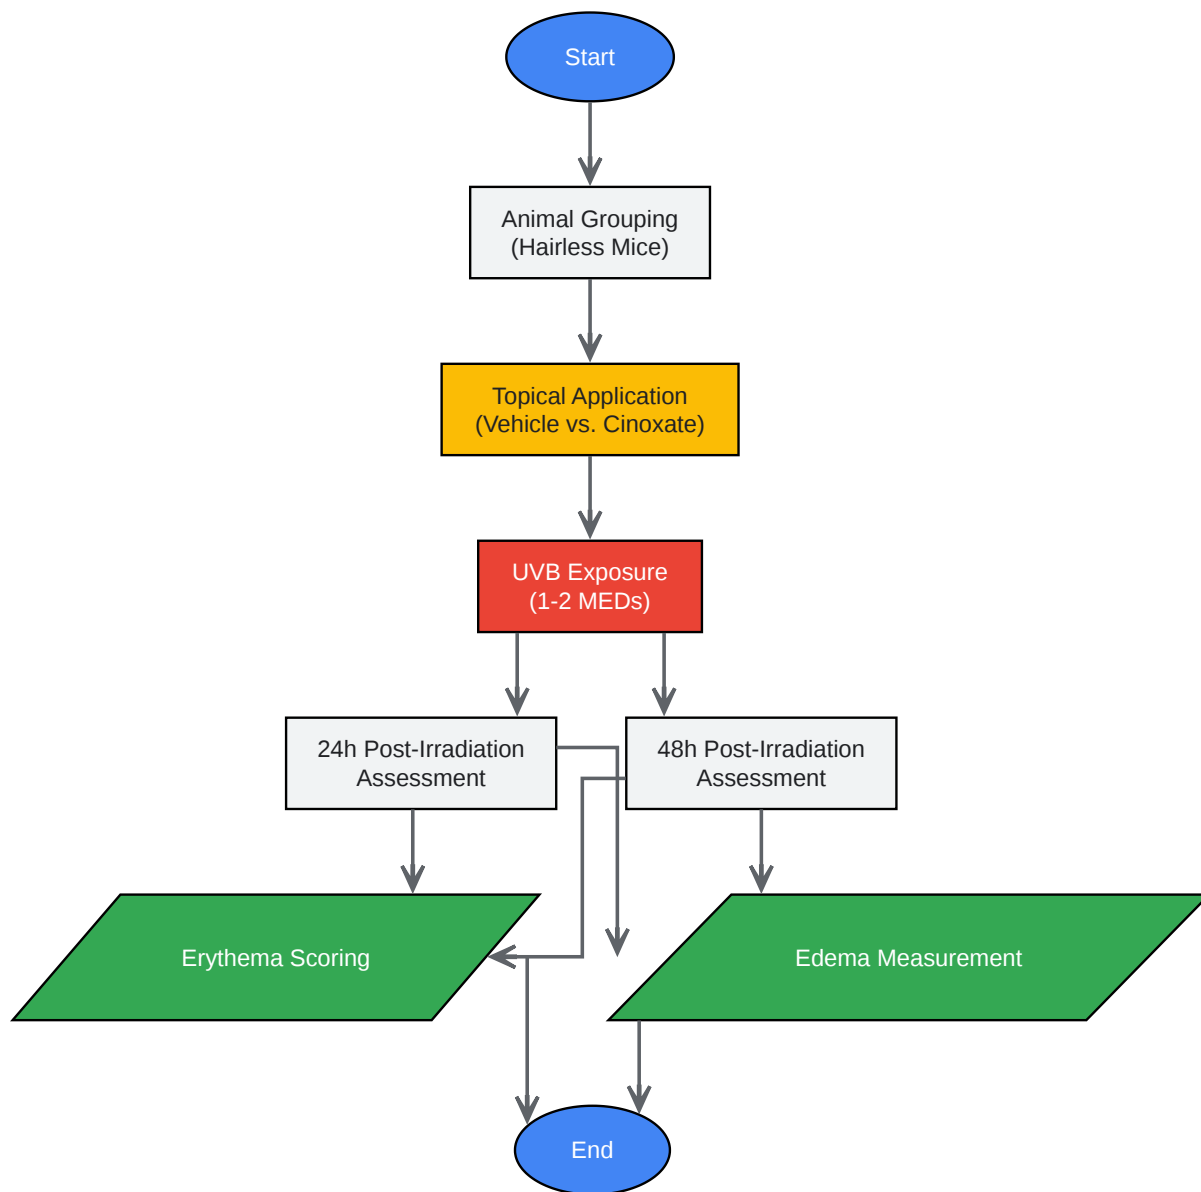 Start
Animal Grouping
(Hairless Mice)
Topical Application
(Vehicle vs. Cinoxate)
UVB Exposure
(1-2 MEDs)
24h Post-Irradiation
Assessment
48h Post-Irradiation
Assessment
Erythema Scoring
Edema Measurement
End